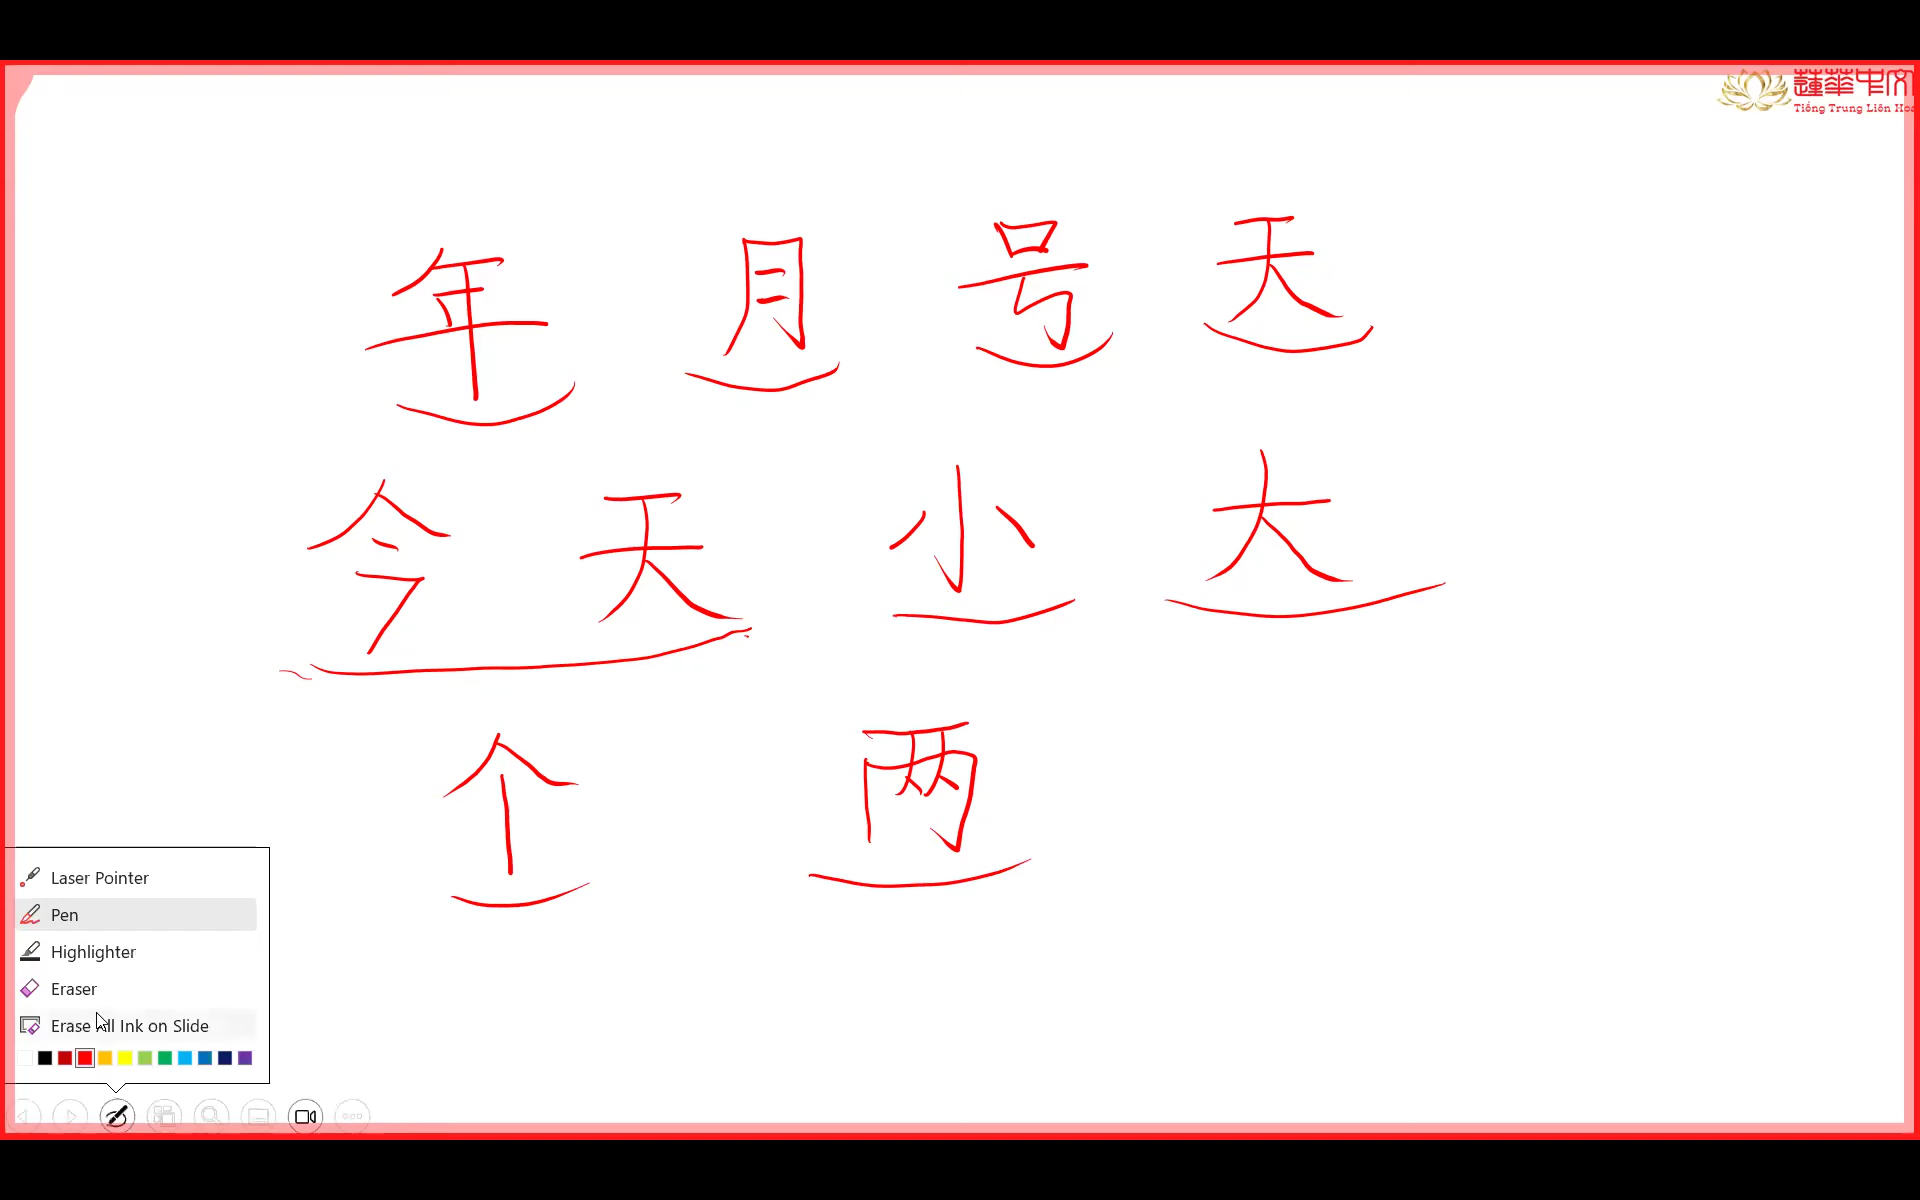 蓮華中文
Tiếng Trung Liên Hoa
年 月 号 天
今 天 小 大
个 两
Laser Pointer
Pen
Highlighter
Eraser
Erase All Ink on Slide